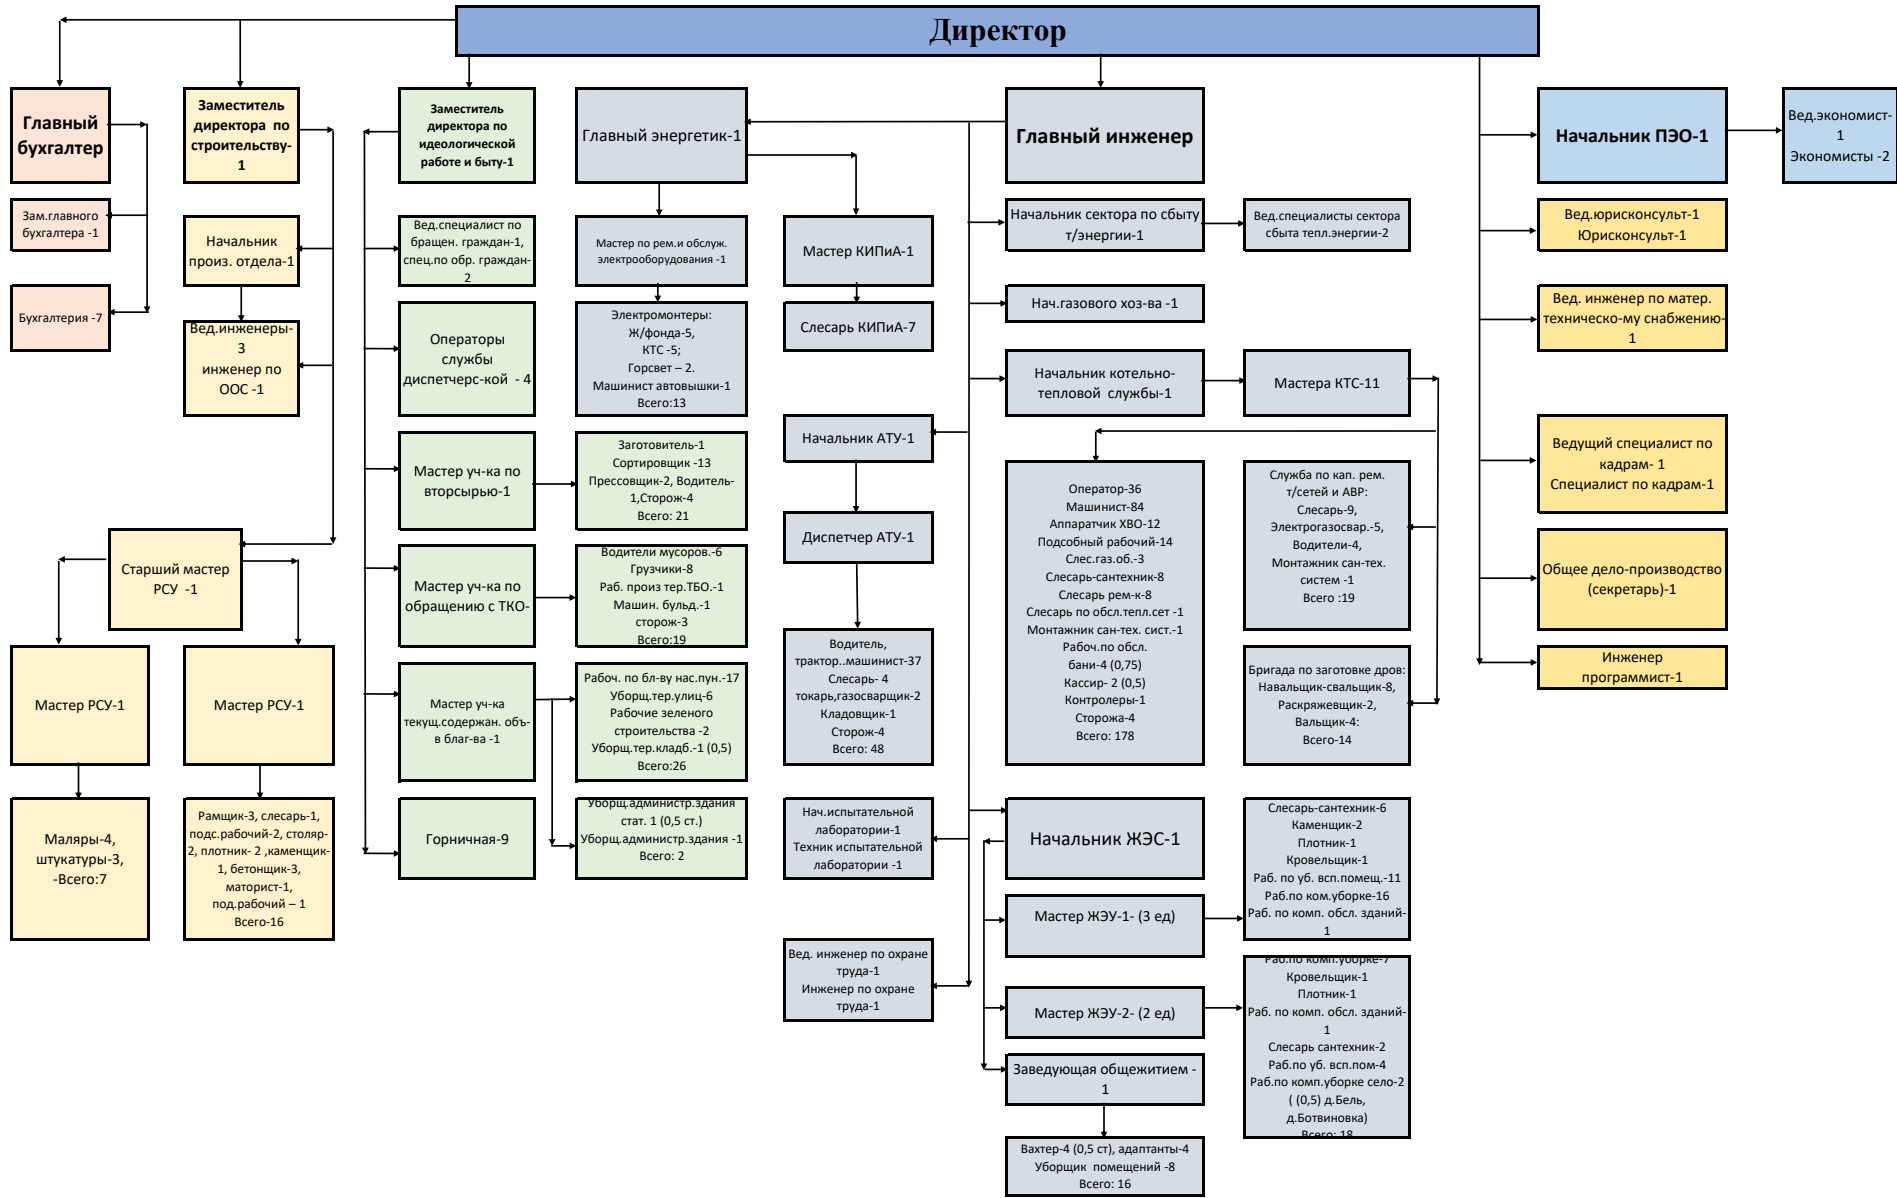 Директор
Главный
бухгалтер
Зам.главного
бухгалтера -1
Бухгалтерия -7
Заместитель
директора по
строительству-
1
Начальник
произ. отдела-1
Вед.инженеры-
3
инженер по
ООС -1
Старший мастер
РСУ -1
Мастер РСУ-1
Мастер РСУ-1
Маляры-4,
штукатуры-3,
-Всего:7
Рамщик-3, слесарь-1,
подс.рабочий-2, столяр-
2, плотник- 2 ,каменщик-
1, бетонщик-3,
маторист-1,
под.рабочий – 1
Всего-16
Заместитель
директора по
идеологической
работе и быту-1
Вед.специалист по
бращен. граждан-1,
спец.по обр. граждан-
2
Операторы
службы
диспетчерс-кой - 4
Мастер уч-ка по
вторсырью-1
Мастер уч-ка по
обращению с ТКО-
Мастер уч-ка
текущ.содержан. объ-
в благ-ва -1
Горничная-9
Заготовитель-1
Сортировщик -13
Прессовщик-2, Водитель-
1,Сторож-4
Всего: 21
Водители мусоров.-6
Грузчики-8
Раб. произ тер.ТБО.-1
Машин. бульд.-1
сторож-3
Всего:19
Рабоч. по бл-ву нас.пун.-17
Уборщ.тер.улиц-6
Рабочие зеленого
строительства -2
Уборщ.тер.кладб.-1 (0,5)
Всего:26
Уборщ.администр.здания
стат. 1 (0,5 ст.)
Уборщ.администр.здания -1
Всего: 2
Главный энергетик-1
Мастер по рем.и обслуж.
электрооборудования -1
Электромонтеры:
Ж/фонда-5,
КТС -5;
Горсвет – 2.
Машинист автовышки-1
Всего:13
Мастер КИПиА-1
Слесарь КИПиА-7
Начальник АТУ-1
Диспетчер АТУ-1
Водитель,
трактор..машинист-37
Слесарь- 4
токарь,газосварщик-2
Кладовщик-1
Сторож-4
Всего: 48
Нач.испытательной
лаборатории-1
Техник испытательной
лаборатории -1
Вед. инженер по охране
труда-1
Инженер по охране
труда-1
Главный инженер
Начальник сектора по сбыту
т/энергии-1
Вед.специалисты сектора
сбыта тепл.энергии-2
Нач.газового хоз-ва -1
Начальник котельно-
тепловой службы-1
Мастера КТС-11
Оператор-36
Машинист-84
Аппаратчик ХВО-12
Подсобный рабочий-14
Слес.газ.об.-3
Слесарь-сантехник-8
Слесарь рем-к-8
Слесарь по обсл.тепл.сет -1
Монтажник сан-тех. сист.-1
Рабоч.по обсл.
бани-4 (0,75)
Кассир- 2 (0,5)
Контролеры-1
Сторожа-4
Всего: 178
Служба по кап. рем.
т/сетей и АВР:
Слесарь-9,
Электрогазосвар.-5,
Водители-4,
Монтажник сан-тех.
систем -1
Всего :19
Бригада по заготовке дров:
Навальщик-свальщик-8,
Раскряжевщик-2,
Вальщик-4:
Всего-14
Начальник ЖЭС-1
Мастер ЖЭУ-1- (3 ед)
Слесарь-сантехник-6
Каменщик-2
Плотник-1
Кровельщик-1
Раб. по уб. всп.помещ.-11
Раб.по ком.уборке-16
Раб. по комп. обсл. зданий-
1
Мастер ЖЭУ-2- (2 ед)
Раб.по комп.уборке-7
Кровельщик-1
Плотник-1
Раб. по комп. обсл. зданий-
1
Слесарь сантехник-2
Раб.по уб. всп.пом-4
Раб.по комп.уборке село-2
( (0,5) д.Бель,
д.Ботвиновка)
Всего: 18
Заведующая общежитием -
1
Вахтер-4 (0,5 ст), адаптанты-4
Уборщик помещений -8
Всего: 16
Начальник ПЭО-1
Вед.экономист-
1
Экономисты -2
Вед.юрисконсульт-1
Юрисконсульт-1
Вед. инженер по матер.
техническо-му снабжению-
1
Ведущий специалист по
кадрам- 1
Специалист по кадрам-1
Общее дело-производство
(секретарь)-1
Инженер
программист-1